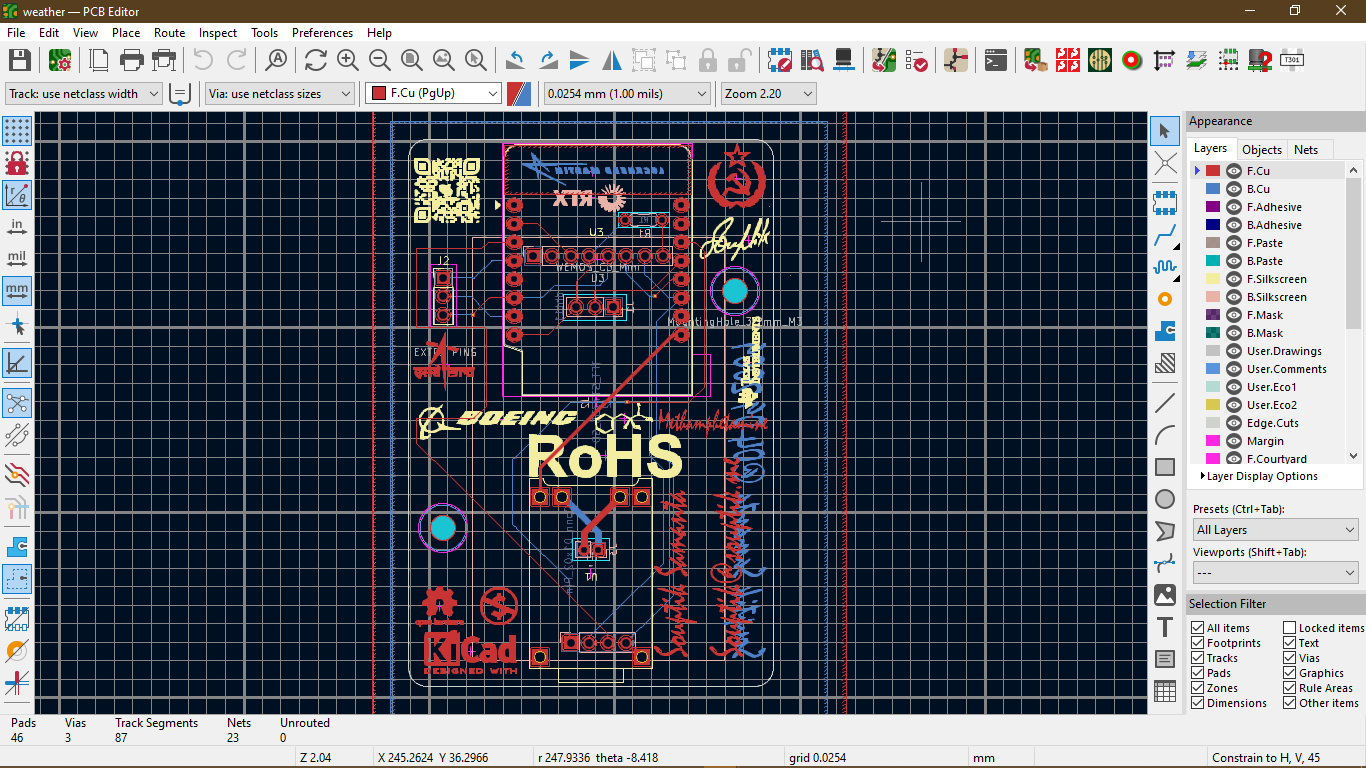 weather — PCB Editor
File Edit View Place Route Inspect Tools Preferences Help
Track: use netclass width Via: use netclass sizes F.Cu (PgUp) 0.0254 mm (1.00 mils) Zoom 2.20
T301
in
mil
mm
RTX
U3
R1
J2
WEMOS_C3_Mini
U3
J1
EXTRA PINS
BOEING
Methamphetamine
RoHS
U1
KiCad
DESIGNED WITH
Appearance
Layers Objects Nets
F.Cu
B.Cu
F.Adhesive
B.Adhesive
F.Paste
B.Paste
F.Silkscreen
B.Silkscreen
F.Mask
B.Mask
User.Drawings
User.Comments
User.Eco1
User.Eco2
Edge.Cuts
Margin
F.Courtyard
Layer Display Options
Presets (Ctrl+Tab):
All Layers
Viewports (Shift+Tab):
---
Selection Filter
All items Locked items
Footprints Text
Tracks Vias
Pads Graphics
Zones Rule Areas
Dimensions Other items
Pads Vias Track Segments Nets Unrouted
46 3 87 23 0
Z 2.04 X 245.2624 Y 36.2966 r 247.9336 theta -8.418 grid 0.0254 mm Constrain to H, V, 45